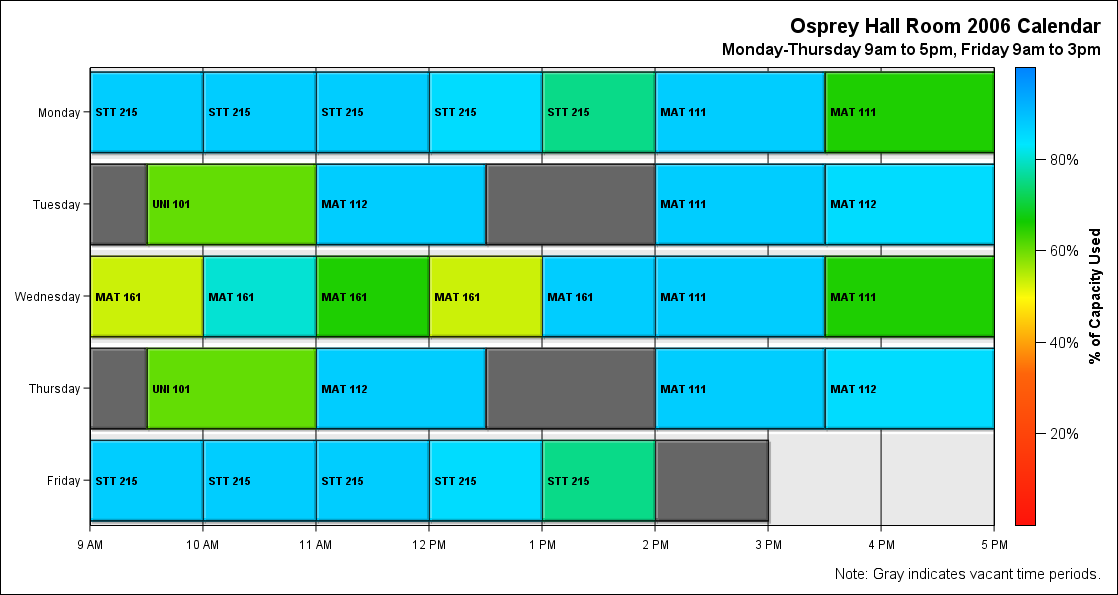 Osprey Hall Room 2006 Calendar
Monday-Thursday 9am to 5pm, Friday 9am to 3pm
Monday STT 215 STT 215 STT 215 STT 215 STT 215 MAT 111 MAT 111
Tuesday UNI 101 MAT 112 MAT 111 MAT 112
Wednesday MAT 161 MAT 161 MAT 161 MAT 161 MAT 161 MAT 111 MAT 111
Thursday UNI 101 MAT 112 MAT 111 MAT 112
Friday STT 215 STT 215 STT 215 STT 215 STT 215
9 AM 10 AM 11 AM 12 PM 1 PM 2 PM 3 PM 4 PM 5 PM
80%
60%
40%
20%
% of Capacity Used
Note: Gray indicates vacant time periods.